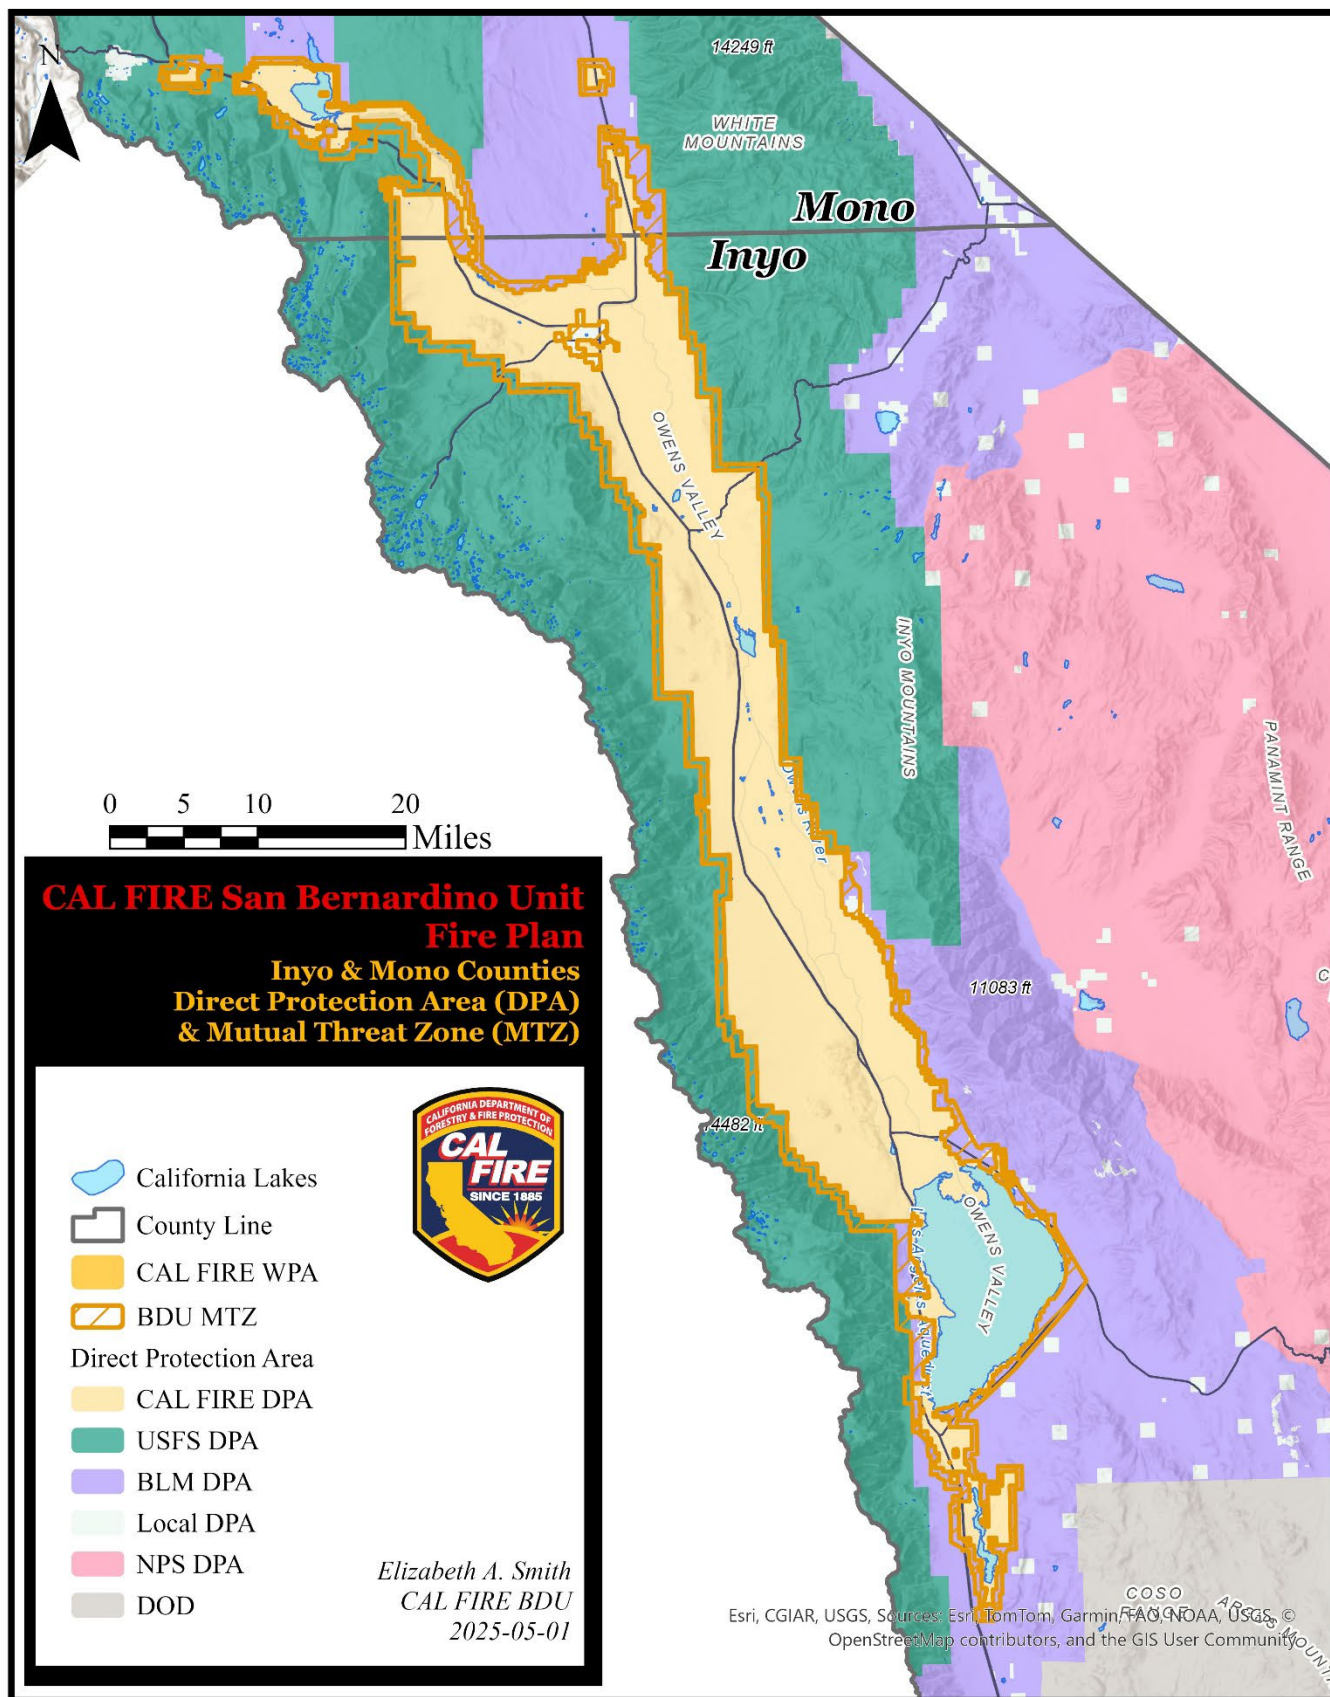 N
14249 ft
WHITE
MOUNTAINS
Mono
Inyo
OWENS VALLEY
INYO MOUNTAINS
PANAMINT RANGE
0 5 10 20
Miles
CAL FIRE San Bernardino Unit
Fire Plan
Inyo & Mono Counties
Direct Protection Area (DPA)
& Mutual Threat Zone (MTZ)
11083 ft
4482 ft
OWENS VALLEY
CALIFORNIA DEPARTMENT OF
FORESTRY & FIRE PROTECTION
CAL
FIRE
SINCE 1885
California Lakes
County Line
CAL FIRE WPA
BDU MTZ
Direct Protection Area
CAL FIRE DPA
USFS DPA
BLM DPA
Local DPA
NPS DPA
DOD
Elizabeth A. Smith
CAL FIRE BDU
2025-05-01
COSO
RANGE
Esri, CGIAR, USGS, Sources: Esri, TomTom, Garmin, FAO, NOAA, USGS, ©
OpenStreetMap contributors, and the GIS User Community